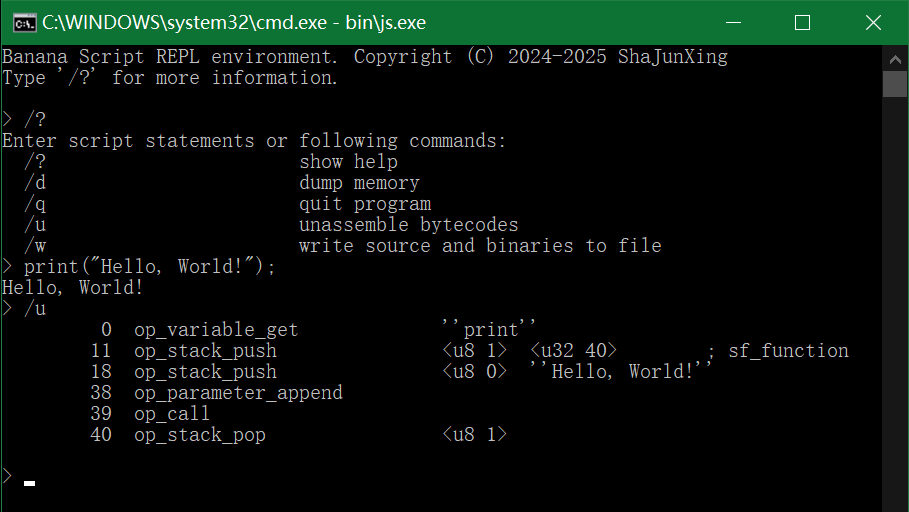 C:\WINDOWS\system32\cmd.exe - bin\js.exe
Banana Script REPL environment. Copyright (C) 2024-2025 ShaJunXing
Type '/?' for more information.
> /?
Enter script statements or following commands:
/? show help
/d dump memory
/q quit program
/u unassemble bytecodes
/w write source and binaries to file
> print("Hello, World!");
Hello, World!
> /u
0 op_variable_get ''print''
11 op_stack_push <u8 1> <u32 40> ; sf_function
18 op_stack_push <u8 0> ''Hello, World!''
38 op_parameter_append
39 op_call
40 op_stack_pop <u8 1>
>